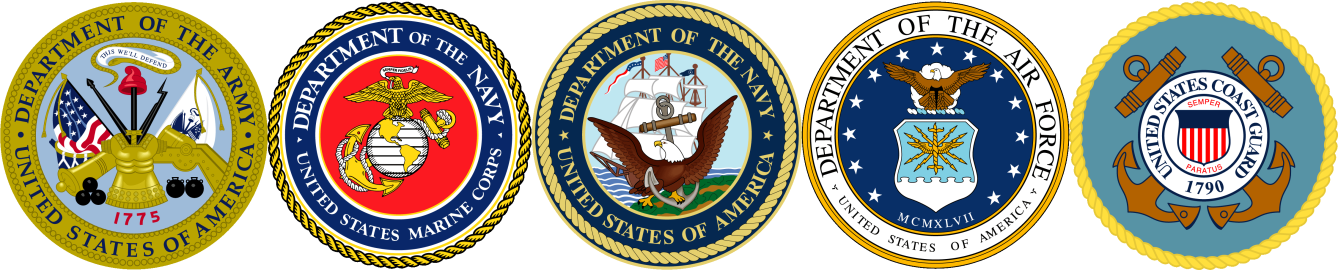 DEPARTMENT OF THE ARMY
THIS WE'LL DEFEND
1775
UNITED STATES OF AMERICA
DEPARTMENT OF THE NAVY
SEMPER FIDELIS
UNITED STATES MARINE CORPS
DEPARTMENT OF THE NAVY
UNITED STATES OF AMERICA
DEPARTMENT OF THE AIR FORCE
MCMXLVII
UNITED STATES OF AMERICA
UNITED STATES COAST GUARD
SEMPER
PARATUS
1790